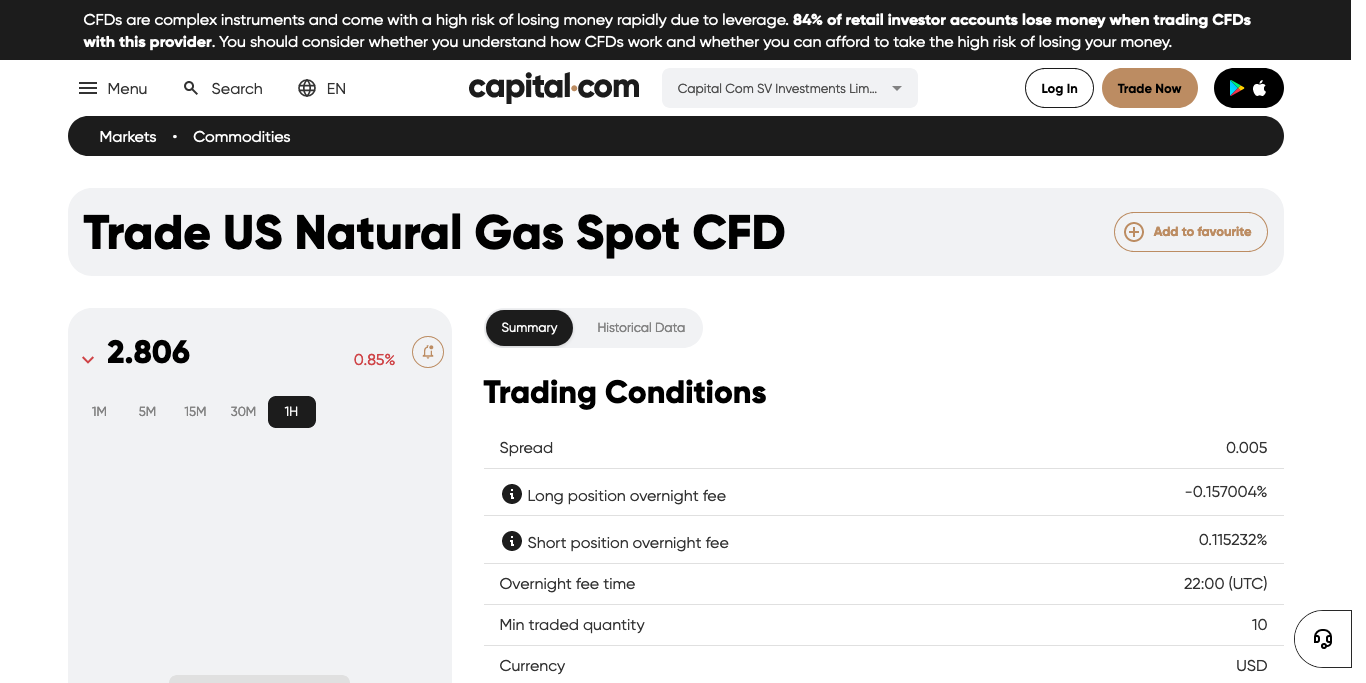 CFDs are complex instruments and come with a high risk of losing money rapidly due to leverage. 84% of retail investor accounts lose money when trading CFDs
with this provider. You should consider whether you understand how CFDs work and whether you can afford to take the high risk of losing your money.
Menu Search EN capital.com Capital Com SV Investments Lim... Log In Trade Now
Markets • Commodities
Trade US Natural Gas Spot CFD Add to favourite
2.806 0.85%
1M 5M 15M 30M 1H
Summary Historical Data
Trading Conditions
Spread 0.005
Long position overnight fee -0.157004%
Short position overnight fee 0.115232%
Overnight fee time 22:00 (UTC)
Min traded quantity 10
Currency USD